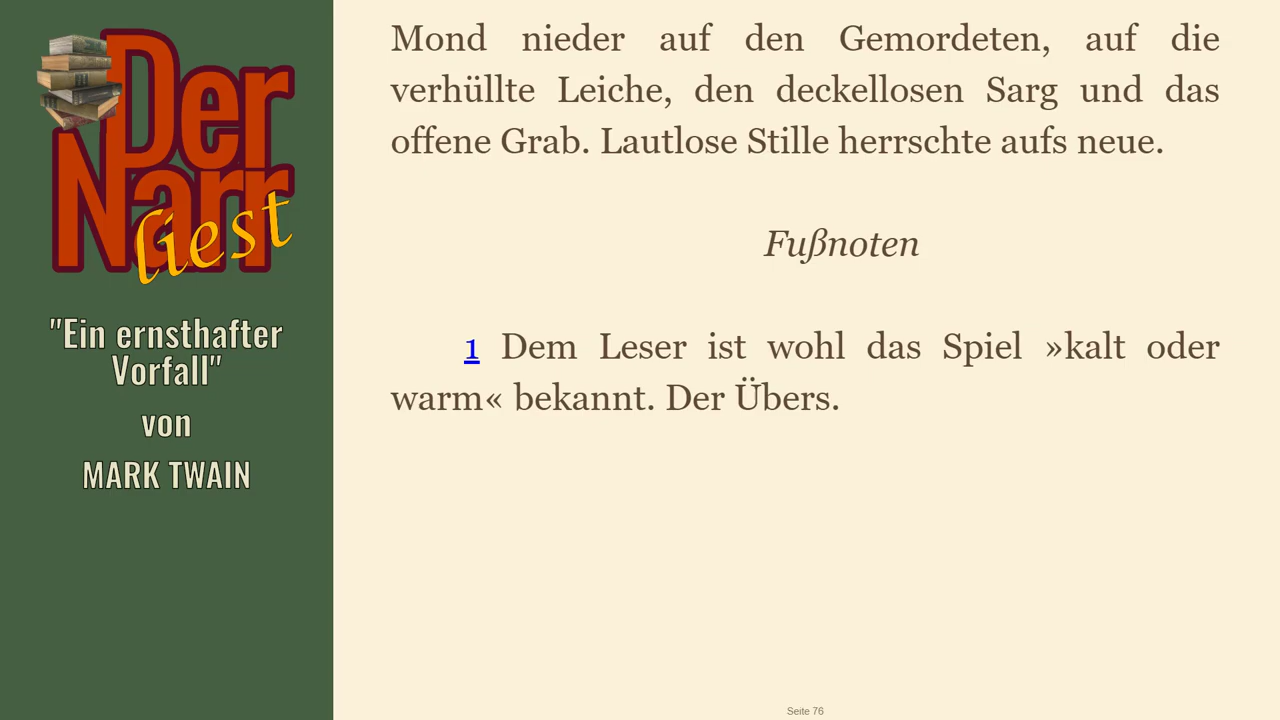 Der
Narr
liest
"Ein ernsthafter
Vorfall"
von
MARK TWAIN
Mond nieder auf den Gemordeten, auf die
verhüllte Leiche, den deckellosen Sarg und das
offene Grab. Lautlose Stille herrschte aufs neue.
Fußnoten
1 Dem Leser ist wohl das Spiel »kalt oder
warm« bekannt. Der Übers.
Seite 76